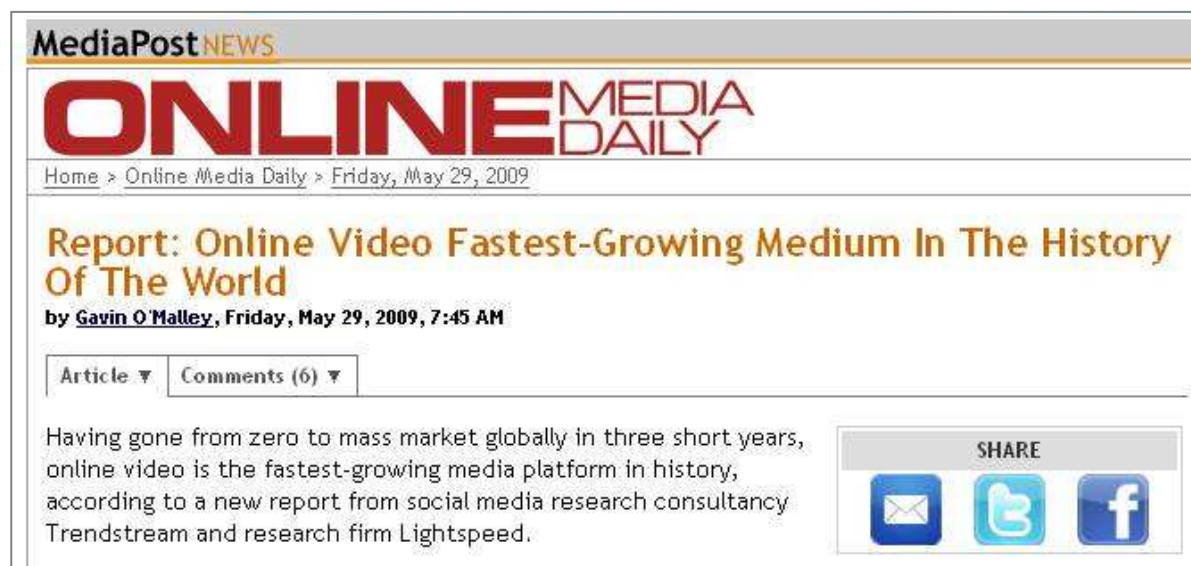 MediaPost NEWS
ONLINE MEDIA DAILY
Home > Online Media Daily > Friday, May 29, 2009
Report: Online Video Fastest-Growing Medium In The History
Of The World
by Gavin O'Malley, Friday, May 29, 2009, 7:45 AM
Article ▼ Comments (6) ▼
Having gone from zero to mass market globally in three short years,
online video is the fastest-growing media platform in history,
according to a new report from social media research consultancy
Trendstream and research firm Lightspeed.
SHARE